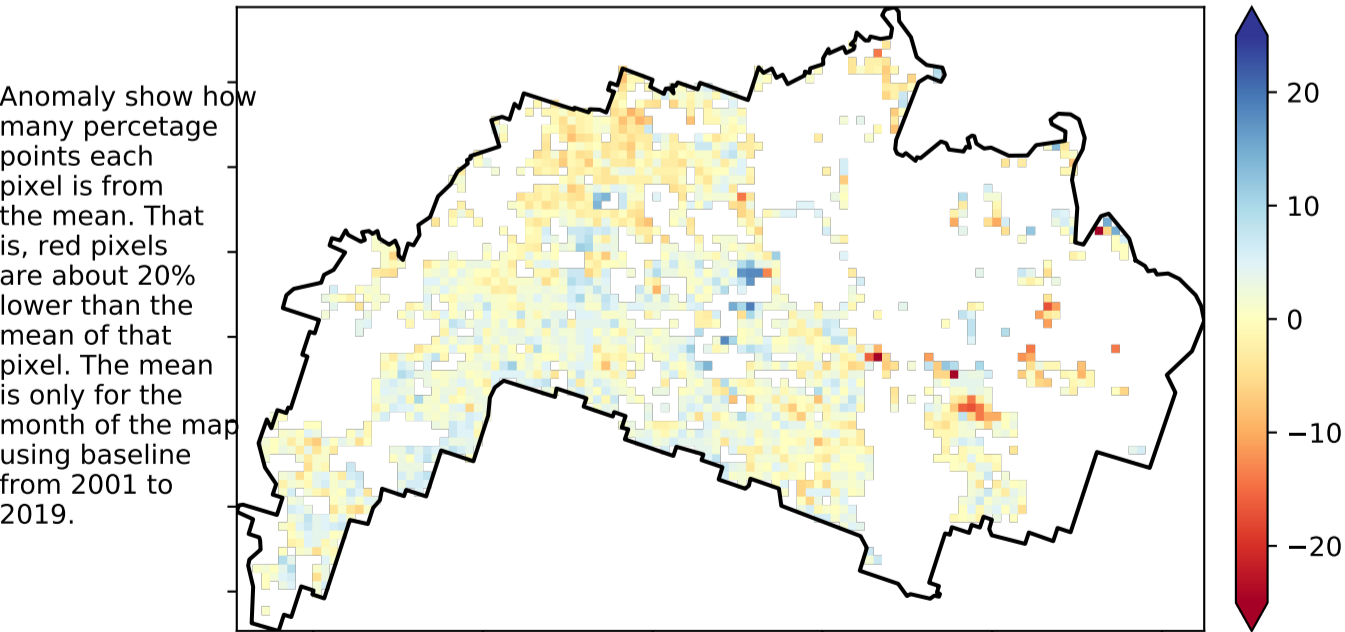 Anomaly show how
many percetage
points each
pixel is from
the mean. That
is, red pixels
are about 20%
lower than the
mean of that
pixel. The mean
is only for the
month of the map
using baseline
from 2001 to
2019.
20
10
0
−10
−20